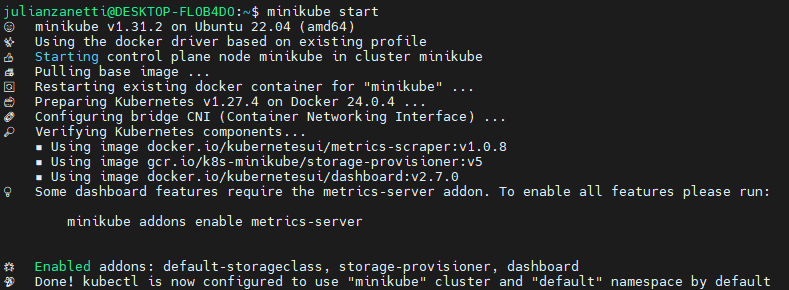 julianzanetti@DESKTOP-FLOB4DO:~$ minikube start
minikube v1.31.2 on Ubuntu 22.04 (amd64)
Using the docker driver based on existing profile
Starting control plane node minikube in cluster minikube
Pulling base image ...
Restarting existing docker container for "minikube" ...
Preparing Kubernetes v1.27.4 on Docker 24.0.4 ...
Configuring bridge CNI (Container Networking Interface) ...
Verifying Kubernetes components...
▪ Using image docker.io/kubernetesui/metrics-scraper:v1.0.8
▪ Using image gcr.io/k8s-minikube/storage-provisioner:v5
▪ Using image docker.io/kubernetesui/dashboard:v2.7.0
Some dashboard features require the metrics-server addon. To enable all features please run:
minikube addons enable metrics-server
Enabled addons: default-storageclass, storage-provisioner, dashboard
Done! kubectl is now configured to use "minikube" cluster and "default" namespace by default